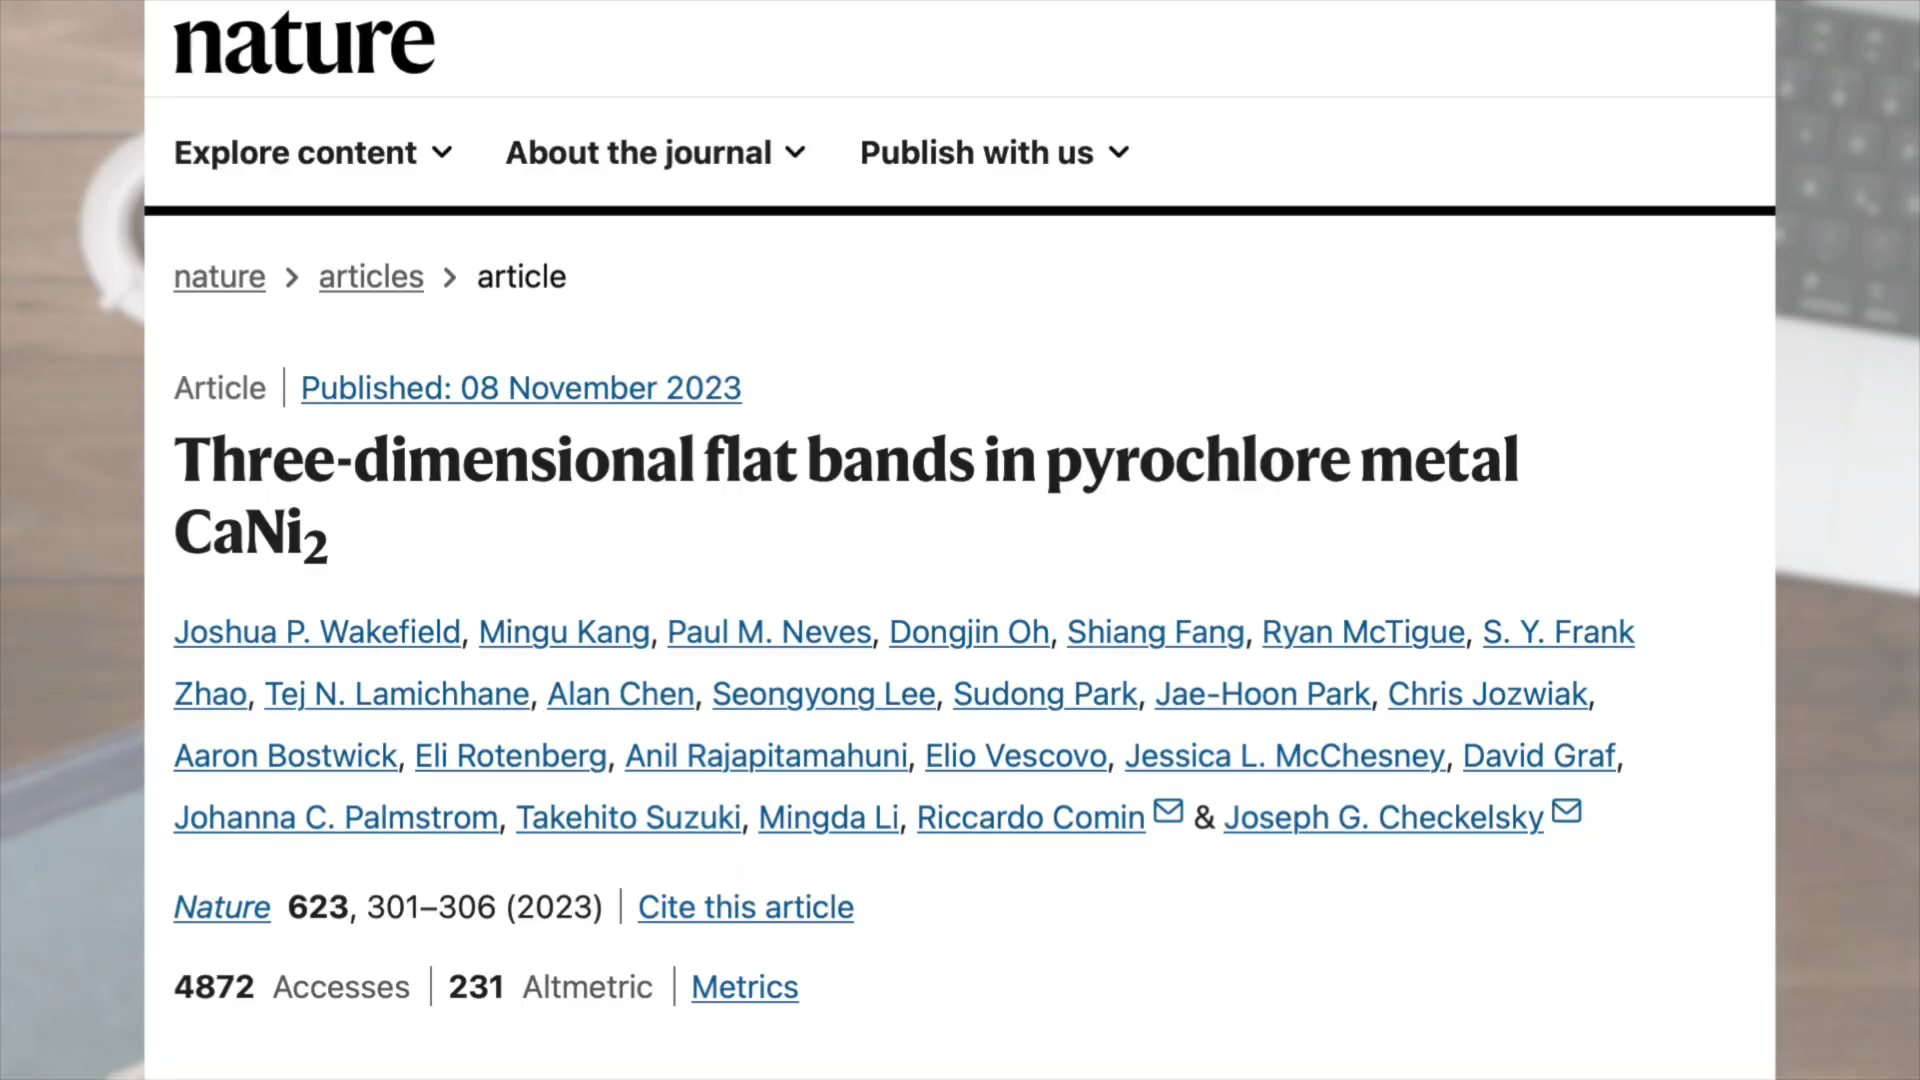 nature
Explore content About the journal Publish with us
nature > articles > article
Article | Published: 08 November 2023
Three-dimensional flat bands in pyrochlore metal
CaNi₂
Joshua P. Wakefield, Mingu Kang, Paul M. Neves, Dongjin Oh, Shiang Fang, Ryan McTigue, S. Y. Frank
Zhao, Tej N. Lamichhane, Alan Chen, Seongyong Lee, Sudong Park, Jae-Hoon Park, Chris Jozwiak,
Aaron Bostwick, Eli Rotenberg, Anil Rajapitamahuni, Elio Vescovo, Jessica L. McChesney, David Graf,
Johanna C. Palmstrom, Takehito Suzuki, Mingda Li, Riccardo Comin & Joseph G. Checkelsky
Nature 623, 301–306 (2023) | Cite this article
4872 Accesses | 231 Altmetric | Metrics